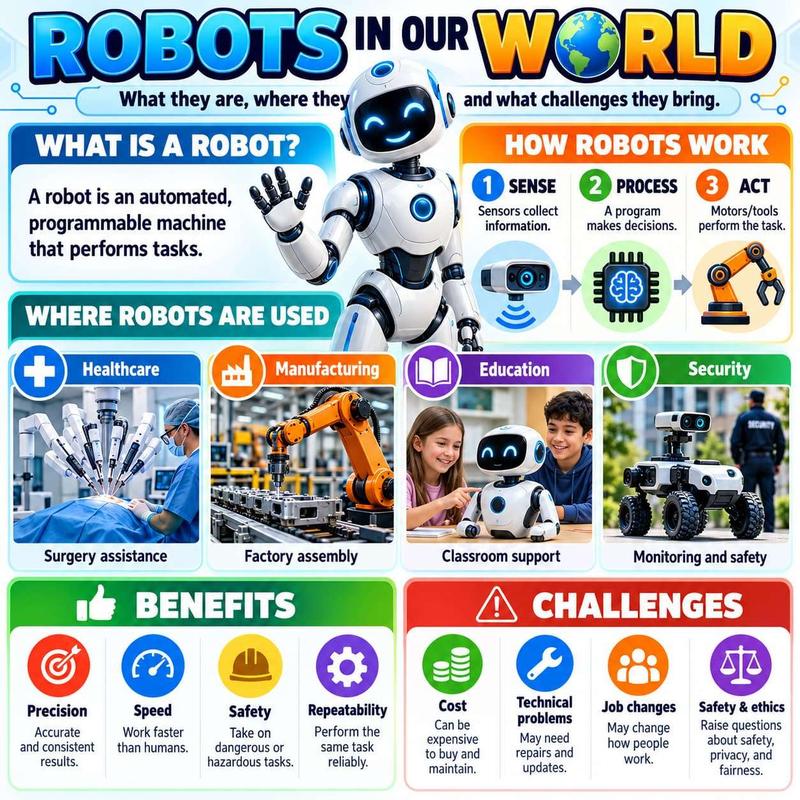 ROBOTS IN OUR WORLD
What they are, where they and what challenges they bring.
WHAT IS A ROBOT?
A robot is an automated,
programmable machine
that performs tasks.
HOW ROBOTS WORK
1 SENSE
Sensors collect
information.
2 PROCESS
A program
makes decisions.
3 ACT
Motors/tools
perform the task.
WHERE ROBOTS ARE USED
Healthcare
Surgery assistance
Manufacturing
Factory assembly
Education
Classroom support
Security
SECURITY
Monitoring and safety
BENEFITS
Precision
Accurate
and consistent
results.
Speed
Work faster
than humans.
Safety
Take on
dangerous or
hazardous tasks.
Repeatability
Perform the
same task
reliably.
CHALLENGES
Cost
Can be
expensive
to buy and
maintain.
Technical
problems
May need
repairs and
updates.
Job changes
May change
how people
work.
Safety & ethics
Raise questions
about safety,
privacy, and
fairness.